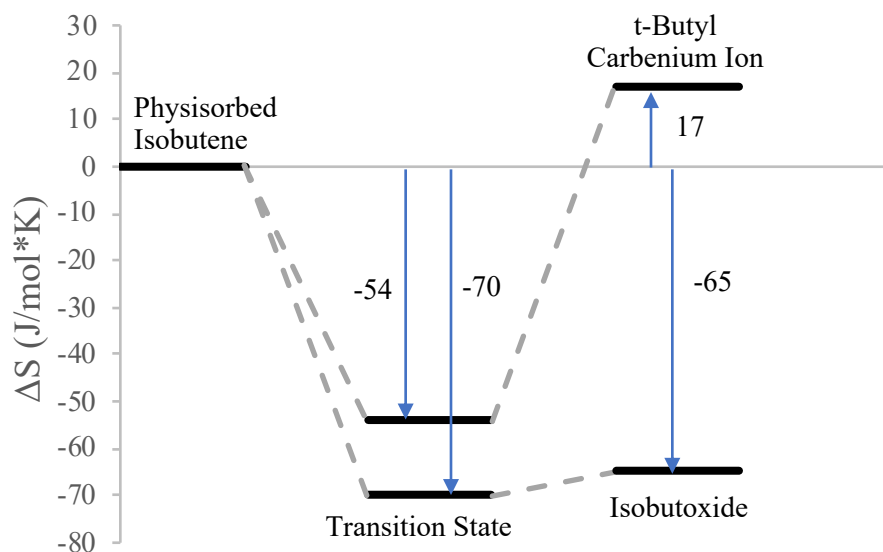 30
20
10
0
-10
-20
-30
-40
-50
-60
-70
-80
ΔS (J/mol*K)
Physisorbed
Isobutene
t-Butyl
Carbenium Ion
17
-54
-70
-65
Transition State
Isobutoxide